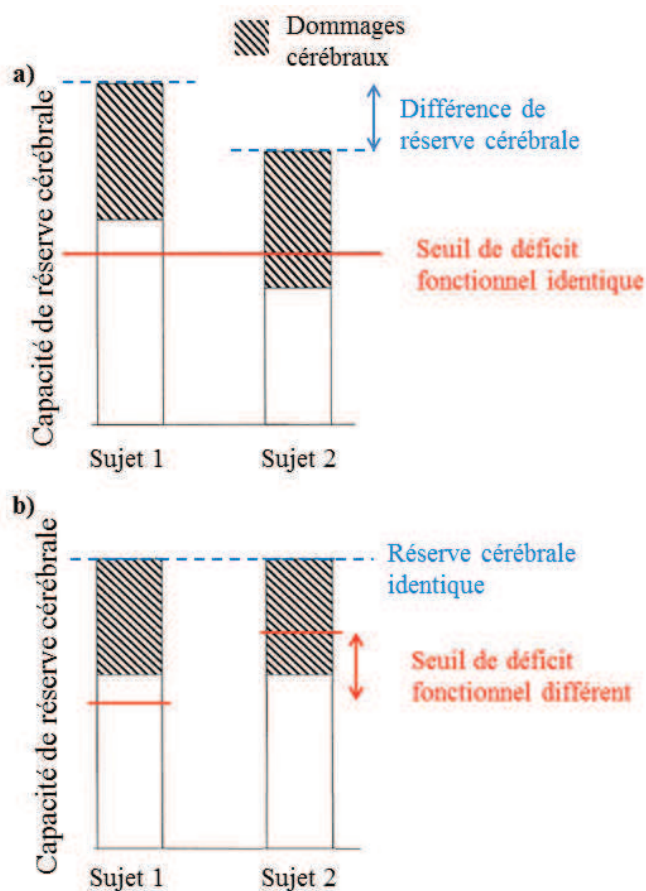 Dommages
cérébraux
a)
Capacité de réserve cérébrale
Différence de
réserve cérébrale
Seuil de déficit
fonctionnel identique
Sujet 1
Sujet 2
b)
Capacité de réserve cérébrale
Réserve cérébrale
identique
Seuil de déficit
fonctionnel différent
Sujet 1
Sujet 2